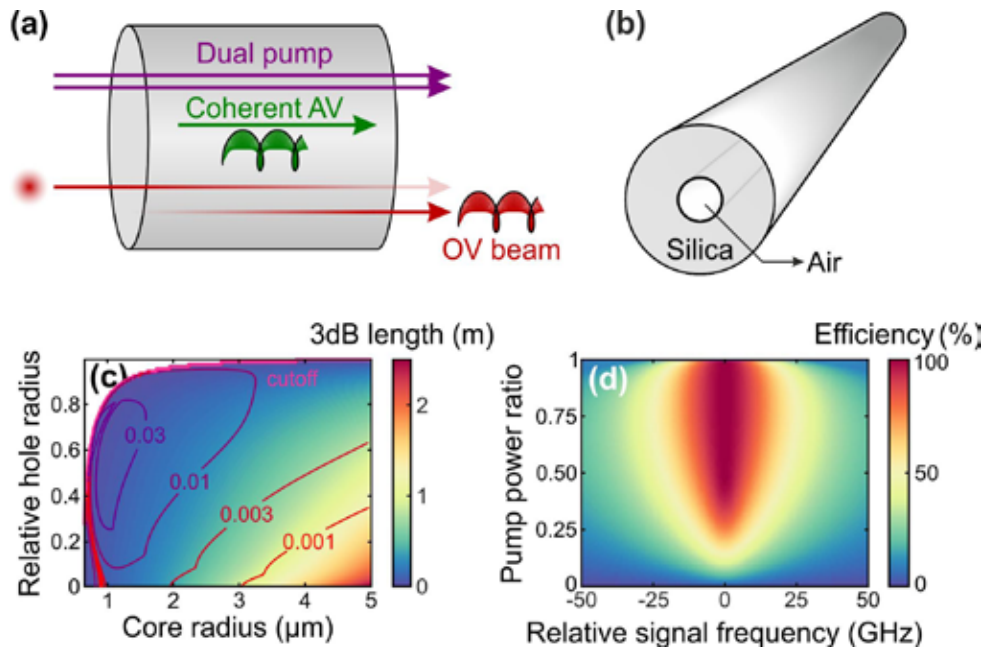 (a)
Dual pump
Coherent AV
OV beam
(b)
Silica
Air
3dB length (m)
(c)
cutoff
0.03
0.01
0.003
0.001
Relative hole radius
0.8
0.6
0.4
0.2
0
1
2
3
4
5
Core radius (μm)
2
1
0
Efficiency (%)
(d)
Pump power ratio
1
0.75
0.50
0.25
0
-50
-25
0
25
50
Relative signal frequency (GHz)
100
50
0